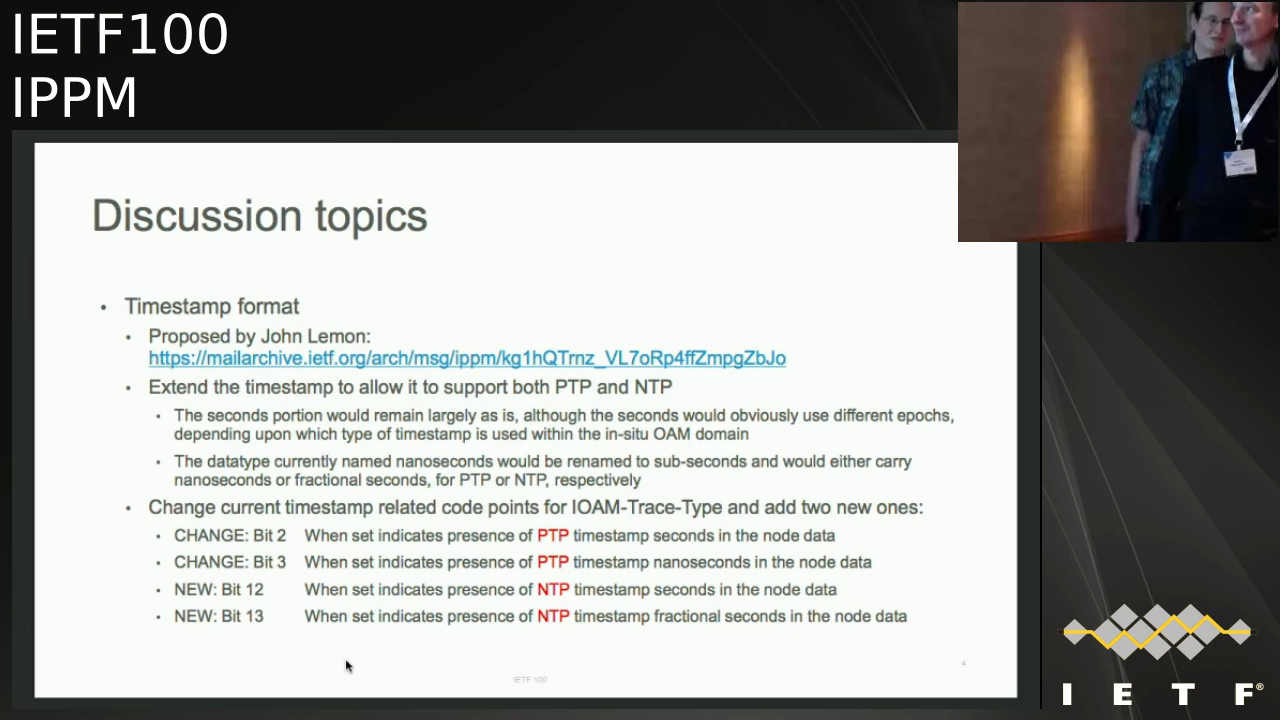 IETF100
IPPM
Discussion topics
• Timestamp format
• Proposed by John Lemon:
https://mailarchive.ietf.org/arch/msg/ippm/kg1hQTrnz_VL7oRp4ffZmpgZbJo
• Extend the timestamp to allow it to support both PTP and NTP
• The seconds portion would remain largely as is, although the seconds would obviously use different epochs,
depending upon which type of timestamp is used within the in-situ OAM domain
• The datatype currently named nanoseconds would be renamed to sub-seconds and would either carry
nanoseconds or fractional seconds, for PTP or NTP, respectively
• Change current timestamp related code points for IOAM-Trace-Type and add two new ones:
• CHANGE: Bit 2 When set indicates presence of PTP timestamp seconds in the node data
• CHANGE: Bit 3 When set indicates presence of PTP timestamp nanoseconds in the node data
• NEW: Bit 12 When set indicates presence of NTP timestamp seconds in the node data
• NEW: Bit 13 When set indicates presence of NTP timestamp fractional seconds in the node data
4
IETF 100
I E T F®